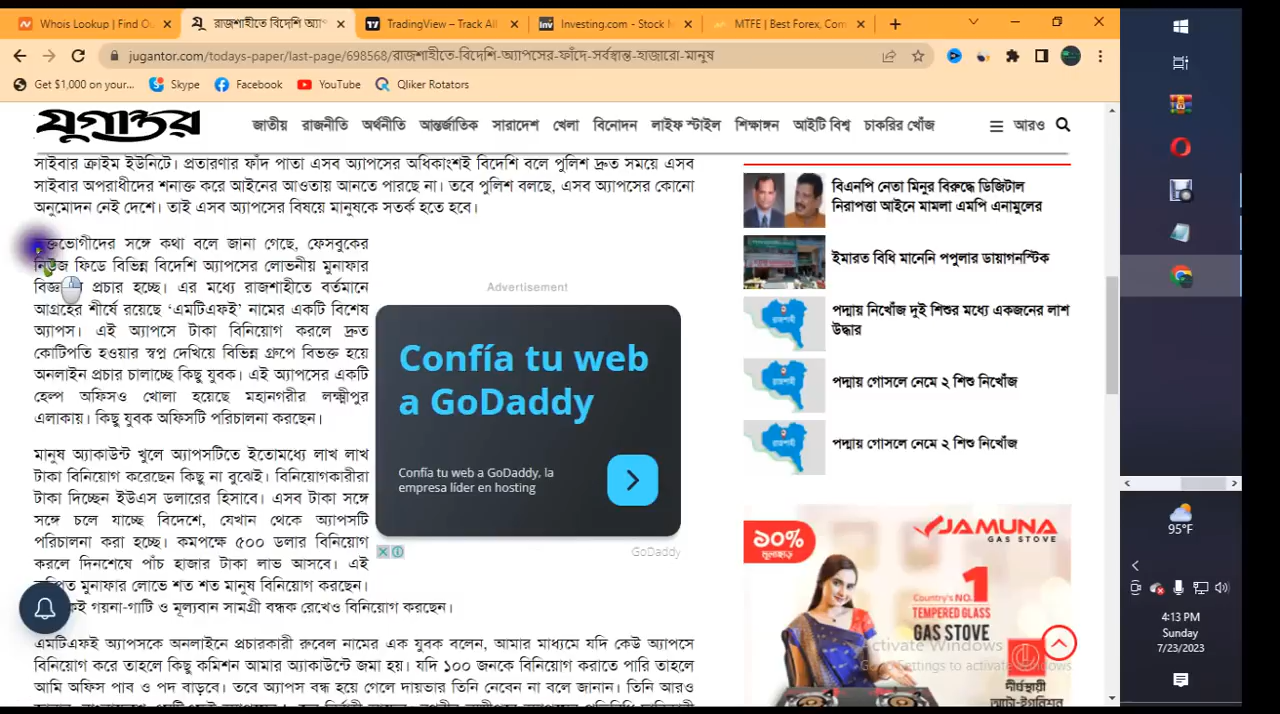 Whois Lookup | Find O
রাজশাহীতে বিদেশি অ্যাপ
TradingView – Track All
Investing.com - Stock M
MTFE | Best Forex, Com
jugantor.com/todays-paper/last-page/698568/রাজশাহীতে-বিদেশি-অ্যাপসের-ফাঁদে-সর্বস্বান্ত-হাজারো-মানুষ
Get $1,000 on your...
Skype
Facebook
YouTube
Qliker Rotators
যুগান্তর
জাতীয় রাজনীতি অর্থনীতি আন্তর্জাতিক সারাদেশ খেলা বিনোদন লাইফ স্টাইল শিক্ষাঙ্গন আইটি বিশ্ব চাকরির খোঁজ
আরও
সাইবার ক্রাইম ইউনিটে। প্রতারণার ফাঁদ পাতা এসব অ্যাপসের অধিকাংশই বিদেশি বলে পুলিশ দ্রুত সময়ে এসব
সাইবার অপরাধীদের শনাক্ত করে আইনের আওতায় আনতে পারছে না। তবে পুলিশ বলছে, এসব অ্যাপসের কোনো
অনুমোদন নেই দেশে। তাই এসব অ্যাপসের বিষয়ে মানুষকে সতর্ক হতে হবে।
সঙ্গে কথা বলে জানা গেছে, ফেসবুকের
নিউজ ফিডে বিভিন্ন বিদেশি অ্যাপসের লোভনীয় মুনাফার
প্রচার হচ্ছে। এর মধ্যে রাজশাহীতে বর্তমানে
আগ্রহের শীর্ষে রয়েছে ‘এমটিএফই’ নামের একটি বিশেষ
অ্যাপস। এই অ্যাপসে টাকা বিনিয়োগ করলে দ্রুত
কোটিপতি হওয়ার স্বপ্ন দেখিয়ে বিভিন্ন গ্রুপে বিভক্ত হয়ে
অনলাইন প্রচার চালাচ্ছে কিছু যুবক। এই অ্যাপসের একটি
হেল্প অফিসও খোলা হয়েছে মহানগরীর লক্ষ্মীপুর
এলাকায়। কিছু যুবক অফিসটি পরিচালনা করছেন।
মানুষ অ্যাকাউন্ট খুলে অ্যাপসটিতে ইতোমধ্যে লাখ লাখ
টাকা বিনিয়োগ করেছেন কিছু না বুঝেই। বিনিয়োগকারীরা
টাকা দিচ্ছেন ইউএস ডলারের হিসাবে। এসব টাকা সঙ্গে
সঙ্গে চলে যাচ্ছে বিদেশে, যেখান থেকে অ্যাপসটি
পরিচালনা করা হচ্ছে। কমপক্ষে ৫০০ ডলার বিনিয়োগ
করলে দিনশেষে পাঁচ হাজার টাকা লাভ আসবে। এই
মুনাফার লোভে শত শত মানুষ বিনিয়োগ করছেন।
গয়না-গাটি ও মূল্যবান সামগ্রী বন্ধক রেখেও বিনিয়োগ করছেন।
এমটিএফই অ্যাপসকে অনলাইনে প্রচারকারী রুবেল নামের এক যুবক বলেন, আমার মাধ্যমে যদি কেউ অ্যাপসে
বিনিয়োগ করে তাহলে কিছু কমিশন আমার অ্যাকাউন্টে জমা হয়। যদি ১০০ জনকে বিনিয়োগ করাতে পারি তাহলে
আমি অফিস পাব ও পদ বাড়বে। তবে অ্যাপস বন্ধ হয়ে গেলে দায়ভার তিনি নেবেন না বলে জানান। তিনি আরও
Advertisement
Confía tu web
a GoDaddy
Confía tu web a GoDaddy, la
empresa líder en hosting
GoDaddy
বিএনপি নেতা মিনুর বিরুদ্ধে ডিজিটাল
নিরাপত্তা আইনে মামলা এমপি এনামুলের
ইমারত বিধি মানেনি পপুলার ডায়াগনস্টিক
পদ্মায় নিখোঁজ দুই শিশুর মধ্যে একজনের লাশ
উদ্ধার
পদ্মায় গোসলে নেমে ২ শিশু নিখোঁজ
পদ্মায় গোসলে নেমে ২ শিশু নিখোঁজ
১০%
মূল্যছাড়
JAMUNA
GAS STOVE
Country's NO.
1
TEMPERED GLASS
GAS STOVE
দীর্ঘস্থায়ী
Activate Windows
Go to Settings to activate Windows
95°F
4:13 PM
Sunday
7/23/2023